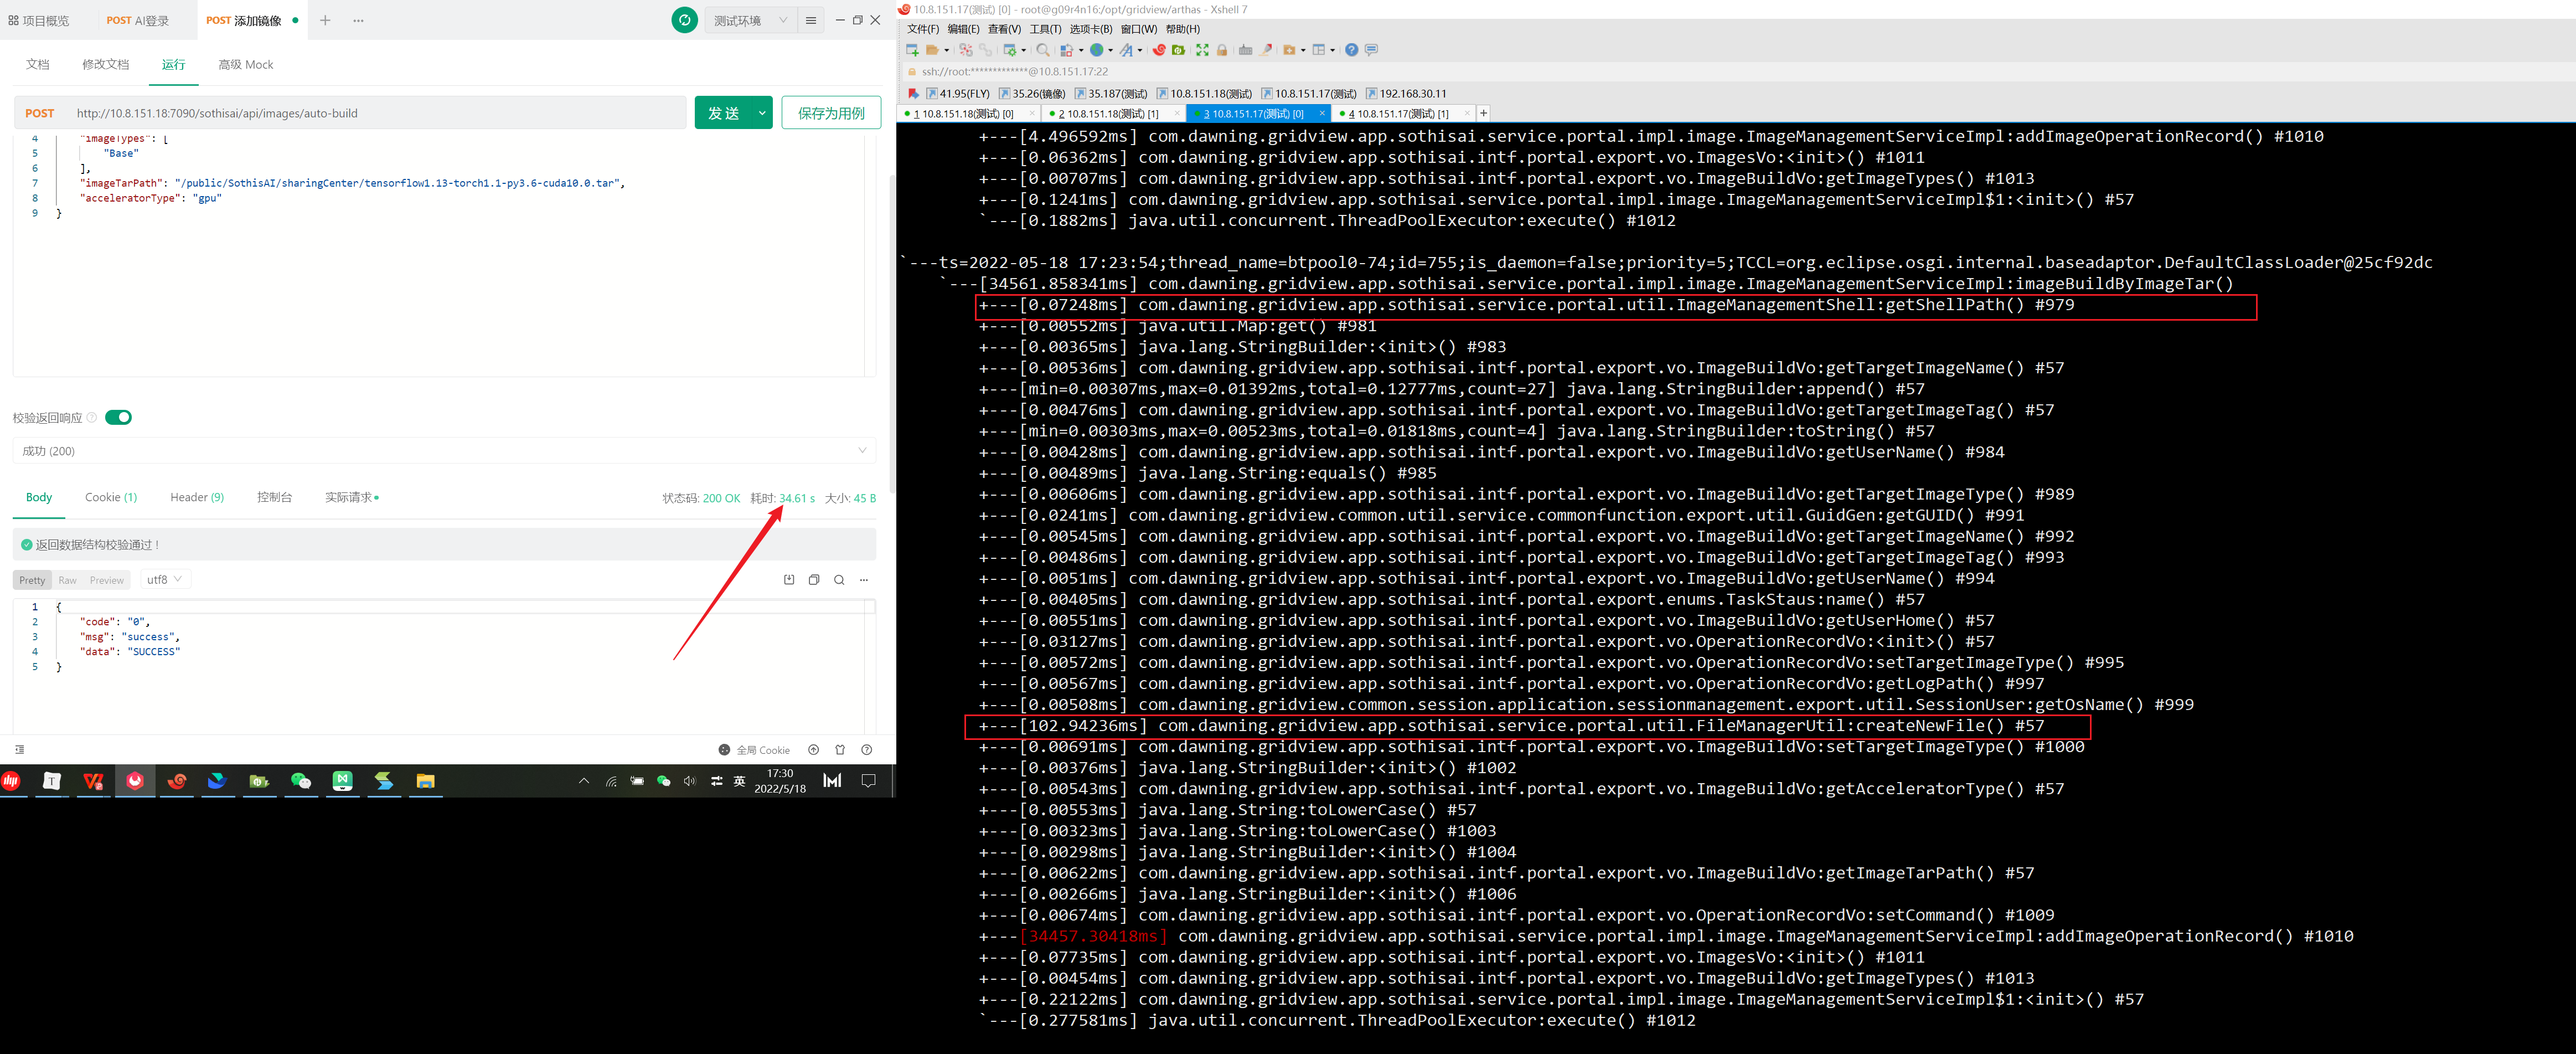 项目概览
POST AI登录
POST 添加镜像
测试环境
文档
修改文档
运行
高级 Mock
POST http://10.8.151.18:7090/sothisai/api/images/auto-build
发 送
保存为用例
4 "imageTypes": [
5 "Base"
6 ],
7 "imageTarPath": "/public/SothisAI/sharingCenter/tensorflow1.13-torch1.1-py3.6-cuda10.0.tar",
8 "acceleratorType": "gpu"
9 }
校验返回响应
成功 (200)
Body
Cookie (1)
Header (9)
控制台
实际请求
状态码: 200 OK 耗时: 34.61 s 大小: 45 B
返回数据结构校验通过！
Pretty
Raw
Preview
utf8
1 {
2 "code": "0",
3 "msg": "success",
4 "data": "SUCCESS"
5 }
全局 Cookie
英
17:30
2022/5/18
10.8.151.17(测试) [0] - root@g09r4n16:/opt/gridview/arthas - Xshell 7
文件(F) 编辑(E) 查看(V) 工具(T) 选项卡(B) 窗口(W) 帮助(H)
ssh://root:*************@10.8.151.17:22
41.95(FLY) 35.26(镜像) 35.187(测试) 10.8.151.18(测试) 10.8.151.17(测试) 192.168.30.11
1 10.8.151.18(测试) [0]
2 10.8.151.18(测试) [1]
3 10.8.151.17(测试) [0]
4 10.8.151.17(测试) [1]
+---[4.496592ms] com.dawning.gridview.app.sothisai.service.portal.impl.image.ImageManagementServiceImpl:addImageOperationRecord() #1010
+---[0.06362ms] com.dawning.gridview.app.sothisai.intf.portal.export.vo.ImagesVo:<init>() #1011
+---[0.00707ms] com.dawning.gridview.app.sothisai.intf.portal.export.vo.ImageBuildVo:getImageTypes() #1013
+---[0.1241ms] com.dawning.gridview.app.sothisai.service.portal.impl.image.ImageManagementServiceImpl$1:<init>() #57
`---[0.1882ms] java.util.concurrent.ThreadPoolExecutor:execute() #1012
`---ts=2022-05-18 17:23:54;thread_name=btpool0-74;id=755;is_daemon=false;priority=5;TCCL=org.eclipse.osgi.internal.baseadaptor.DefaultClassLoader@25cf92dc
`---[34561.858341ms] com.dawning.gridview.app.sothisai.service.portal.impl.image.ImageManagementServiceImpl:imageBuildByImageTar()
+---[0.07248ms] com.dawning.gridview.app.sothisai.service.portal.util.ImageManagementShell:getShellPath() #979
+---[0.00552ms] java.util.Map:get() #981
+---[0.00365ms] java.lang.StringBuilder:<init>() #983
+---[0.00536ms] com.dawning.gridview.app.sothisai.intf.portal.export.vo.ImageBuildVo:getTargetImageName() #57
+---[min=0.00307ms,max=0.01392ms,total=0.12777ms,count=27] java.lang.StringBuilder:append() #57
+---[0.00476ms] com.dawning.gridview.app.sothisai.intf.portal.export.vo.ImageBuildVo:getTargetImageTag() #57
+---[min=0.00303ms,max=0.00523ms,total=0.01818ms,count=4] java.lang.StringBuilder:toString() #57
+---[0.00428ms] com.dawning.gridview.app.sothisai.intf.portal.export.vo.ImageBuildVo:getUserName() #984
+---[0.00489ms] java.lang.String:equals() #985
+---[0.00606ms] com.dawning.gridview.app.sothisai.intf.portal.export.vo.ImageBuildVo:getTargetImageType() #989
+---[0.0241ms] com.dawning.gridview.common.util.service.commonfunction.export.util.GuidGen:getGUID() #991
+---[0.00545ms] com.dawning.gridview.app.sothisai.intf.portal.export.vo.ImageBuildVo:getTargetImageName() #992
+---[0.00486ms] com.dawning.gridview.app.sothisai.intf.portal.export.vo.ImageBuildVo:getTargetImageTag() #993
+---[0.0051ms] com.dawning.gridview.app.sothisai.intf.portal.export.vo.ImageBuildVo:getUserName() #994
+---[0.00405ms] com.dawning.gridview.app.sothisai.intf.portal.export.enums.TaskStaus:name() #57
+---[0.00551ms] com.dawning.gridview.app.sothisai.intf.portal.export.vo.ImageBuildVo:getUserHome() #57
+---[0.03127ms] com.dawning.gridview.app.sothisai.intf.portal.export.vo.OperationRecordVo:<init>() #57
+---[0.00572ms] com.dawning.gridview.app.sothisai.intf.portal.export.vo.OperationRecordVo:setTargetImageType() #995
+---[0.00567ms] com.dawning.gridview.app.sothisai.intf.portal.export.vo.OperationRecordVo:getLogPath() #997
+---[0.00508ms] com.dawning.gridview.common.session.application.sessionmanagement.export.util.SessionUser:getOsName() #999
+---[102.94236ms] com.dawning.gridview.app.sothisai.service.portal.util.FileManagerUtil:createNewFile() #57
+---[0.00691ms] com.dawning.gridview.app.sothisai.intf.portal.export.vo.ImageBuildVo:setTargetImageType() #1000
+---[0.00376ms] java.lang.StringBuilder:<init>() #1002
+---[0.00543ms] com.dawning.gridview.app.sothisai.intf.portal.export.vo.ImageBuildVo:getAcceleratorType() #57
+---[0.00553ms] java.lang.String:toLowerCase() #57
+---[0.00323ms] java.lang.String:toLowerCase() #1003
+---[0.00298ms] java.lang.StringBuilder:<init>() #1004
+---[0.00622ms] com.dawning.gridview.app.sothisai.intf.portal.export.vo.ImageBuildVo:getImageTarPath() #57
+---[0.00266ms] java.lang.StringBuilder:<init>() #1006
+---[0.00674ms] com.dawning.gridview.app.sothisai.intf.portal.export.vo.OperationRecordVo:setCommand() #1009
+---[34457.30418ms] com.dawning.gridview.app.sothisai.service.portal.impl.image.ImageManagementServiceImpl:addImageOperationRecord() #1010
+---[0.07735ms] com.dawning.gridview.app.sothisai.intf.portal.export.vo.ImagesVo:<init>() #1011
+---[0.00454ms] com.dawning.gridview.app.sothisai.intf.portal.export.vo.ImageBuildVo:getImageTypes() #1013
+---[0.22122ms] com.dawning.gridview.app.sothisai.service.portal.impl.image.ImageManagementServiceImpl$1:<init>() #57
`---[0.277581ms] java.util.concurrent.ThreadPoolExecutor:execute() #1012